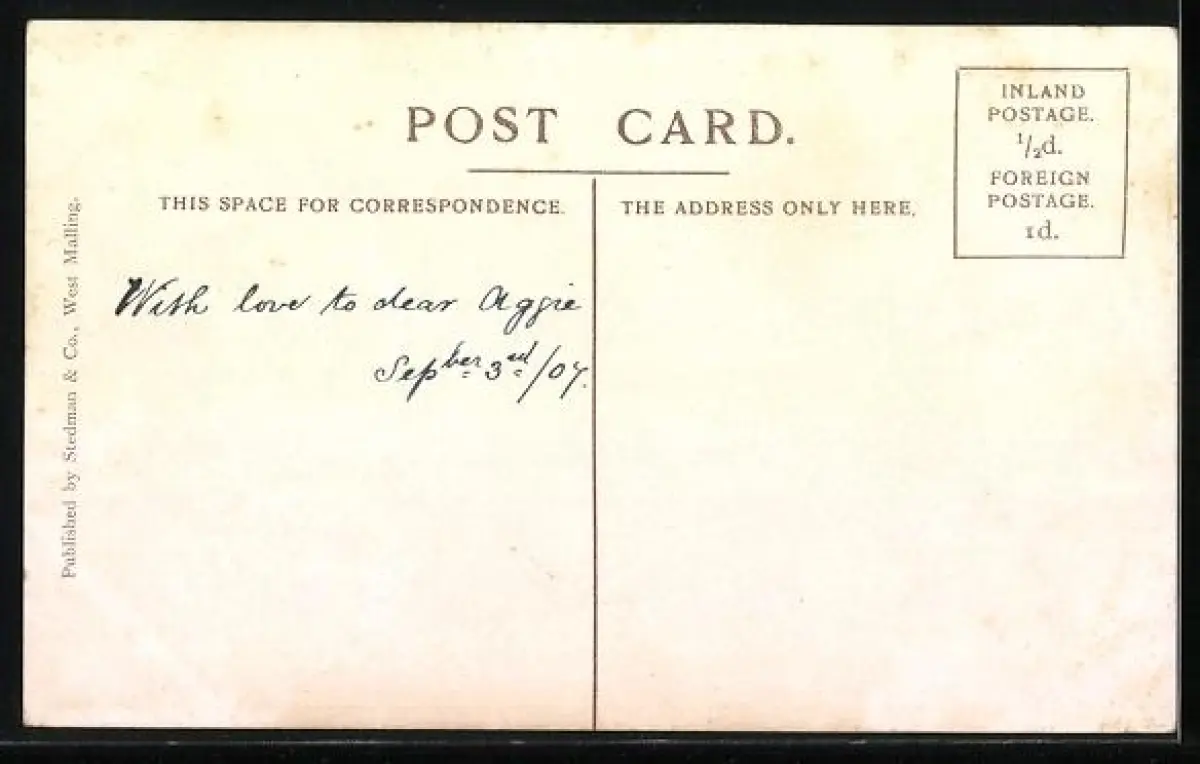 POST CARD.
THIS SPACE FOR CORRESPONDENCE.
THE ADDRESS ONLY HERE.
INLAND
POSTAGE.
1/2d.
FOREIGN
POSTAGE.
1d.
With love to dear Aggie
Sepber 3rd/07.
Published by Stedman & Co., West Malling.